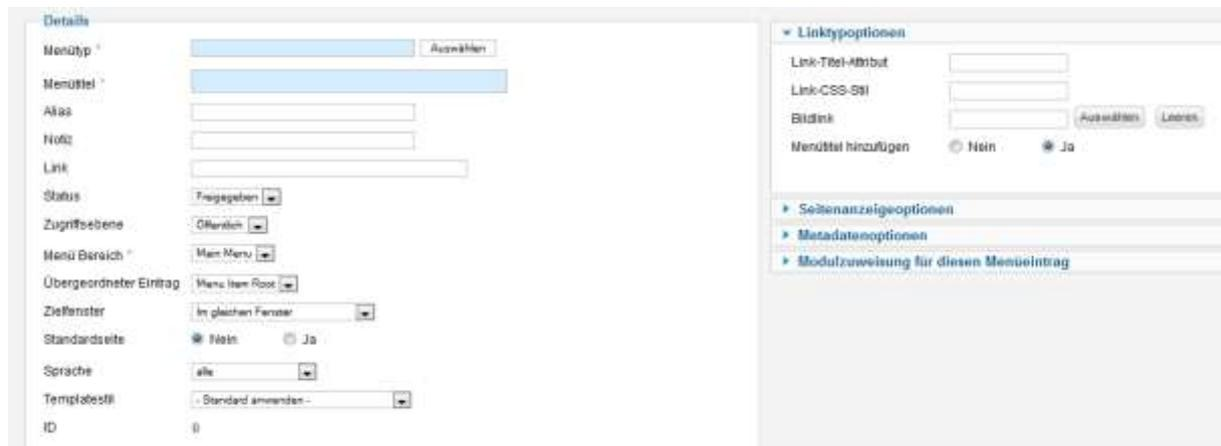 Details
Menütyp *
Auswählen
Menütitel *
Alias
Notiz
Link
Status
Freigegeben
Zugriffsebene
Öffentlich
Menü Bereich *
Main Menu
Übergeordneter Eintrag
Menu Item Root
Zielfenster
Im gleichen Fenster
Standardseite
Nein
Ja
Sprache
alle
Templatestil
- Standard anwenden -
ID
0
Linktypoptionen
Link-Titel-Attribut
Link-CSS-Stil
Bildlink
Auswählen
Leeren
Menütitel hinzufügen
Nein
Ja
Seitenanzeigeoptionen
Metadatenoptionen
Modulzuweisung für diesen Menüeintrag